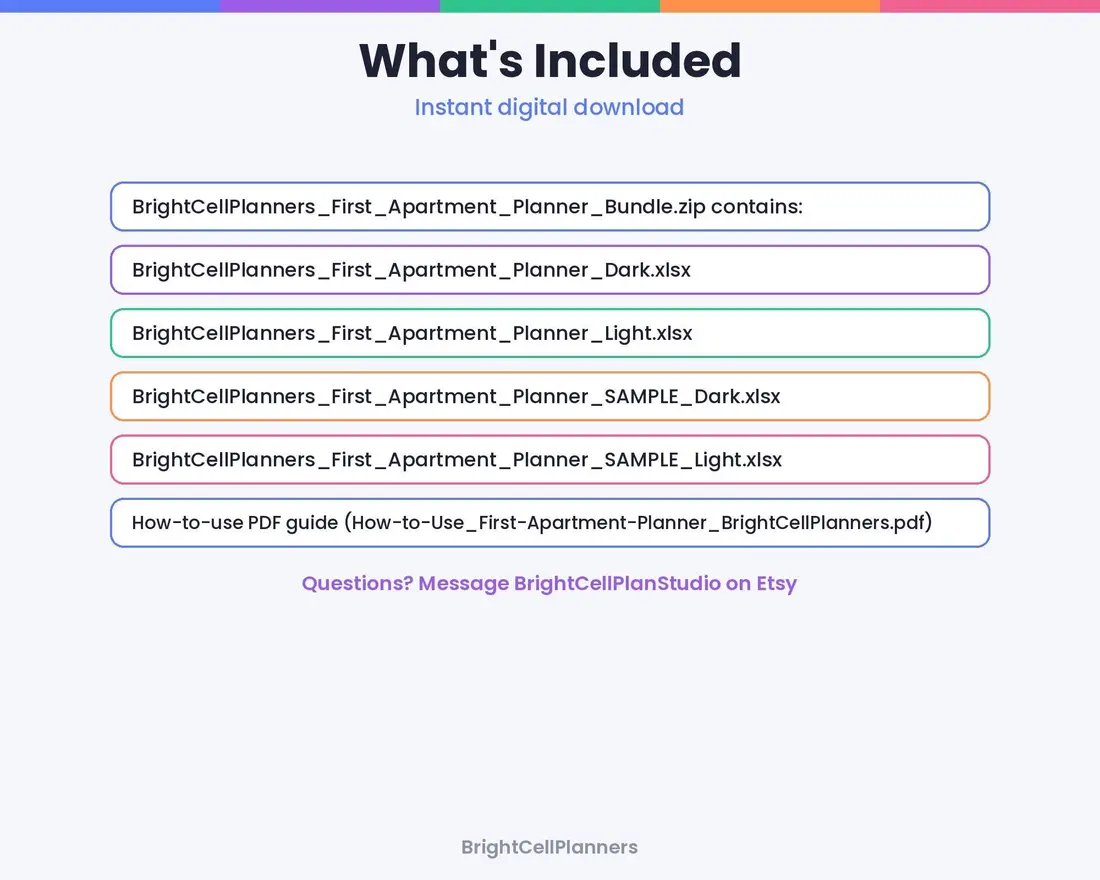 What's Included
Instant digital download
BrightCellPlanners_First_Apartment_Planner_Bundle.zip contains:
BrightCellPlanners_First_Apartment_Planner_Dark.xlsx
BrightCellPlanners_First_Apartment_Planner_Light.xlsx
BrightCellPlanners_First_Apartment_Planner_SAMPLE_Dark.xlsx
BrightCellPlanners_First_Apartment_Planner_SAMPLE_Light.xlsx
How-to-use PDF guide (How-to-Use_First-Apartment-Planner_BrightCellPlanners.pdf)
Questions? Message BrightCellPlanStudio on Etsy
BrightCellPlanners